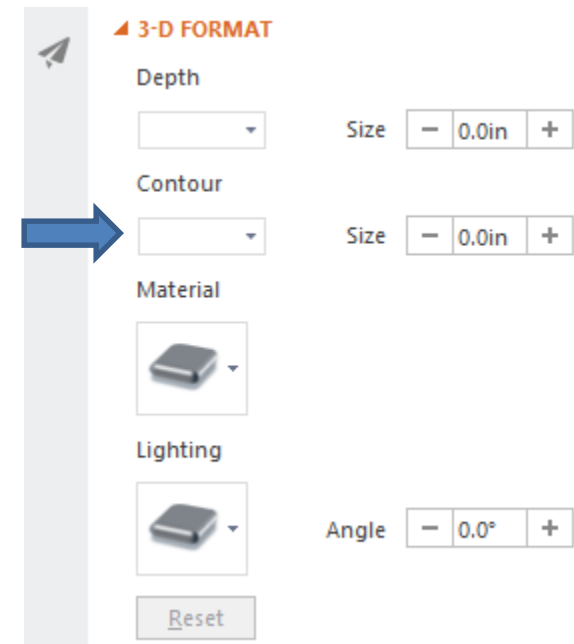 3-D FORMAT
Depth
Size − 0.0in +
Contour
Size − 0.0in +
Material
Lighting
Angle − 0.0° +
Reset